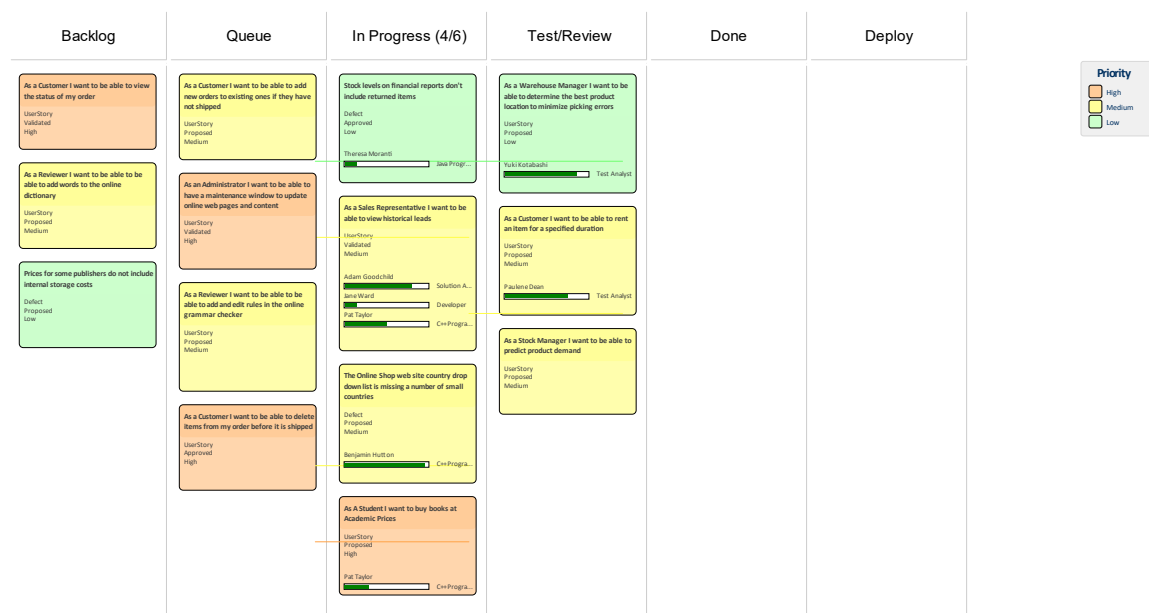 Backlog
Queue
In Progress (4/6)
Test/Review
Done
Deploy
As a Customer I want to be able to view
the status of my order
UserStory
Validated
High
As a Reviewer I want to be able to be
able to add words to the online
dictionary
UserStory
Proposed
Medium
Prices for some publishers do not include
internal storage costs
Defect
Proposed
Low
As a Customer I want to be able to add
new orders to existing ones if they have
not shipped
UserStory
Proposed
Medium
As an Administrator I want to be able to
have a maintenance window to update
online web pages and content
UserStory
Validated
High
As a Reviewer I want to be able to be
able to add and edit rules in the online
grammar checker
UserStory
Proposed
Medium
As a Customer I want to be able to delete
items from my order before it is shipped
UserStory
Approved
High
Stock levels on financial reports don't
include returned items
Defect
Approved
Low
Theresa Moranti
Java Progr...
As a Sales Representative I want to be
able to view historical leads
UserStory
Validated
Medium
Adam Goodchild
Solution A...
Jane Ward
Developer
Pat Taylor
C++Progra...
The Online Shop web site country drop
down list is missing a number of small
countries
Defect
Proposed
Medium
Benjamin Hutton
C++Progra...
As A Student I want to buy books at
Academic Prices
UserStory
Proposed
High
Pat Taylor
C++Progra...
As a Warehouse Manager I want to be
able to determine the best product
location to minimize picking errors
UserStory
Proposed
Low
Yuki Kotabashi
Test Analyst
As a Customer I want to be able to rent
an item for a specified duration
UserStory
Proposed
Medium
Paulene Dean
Test Analyst
As a Stock Manager I want to be able to
predict product demand
UserStory
Proposed
Medium
Priority
High
Medium
Low